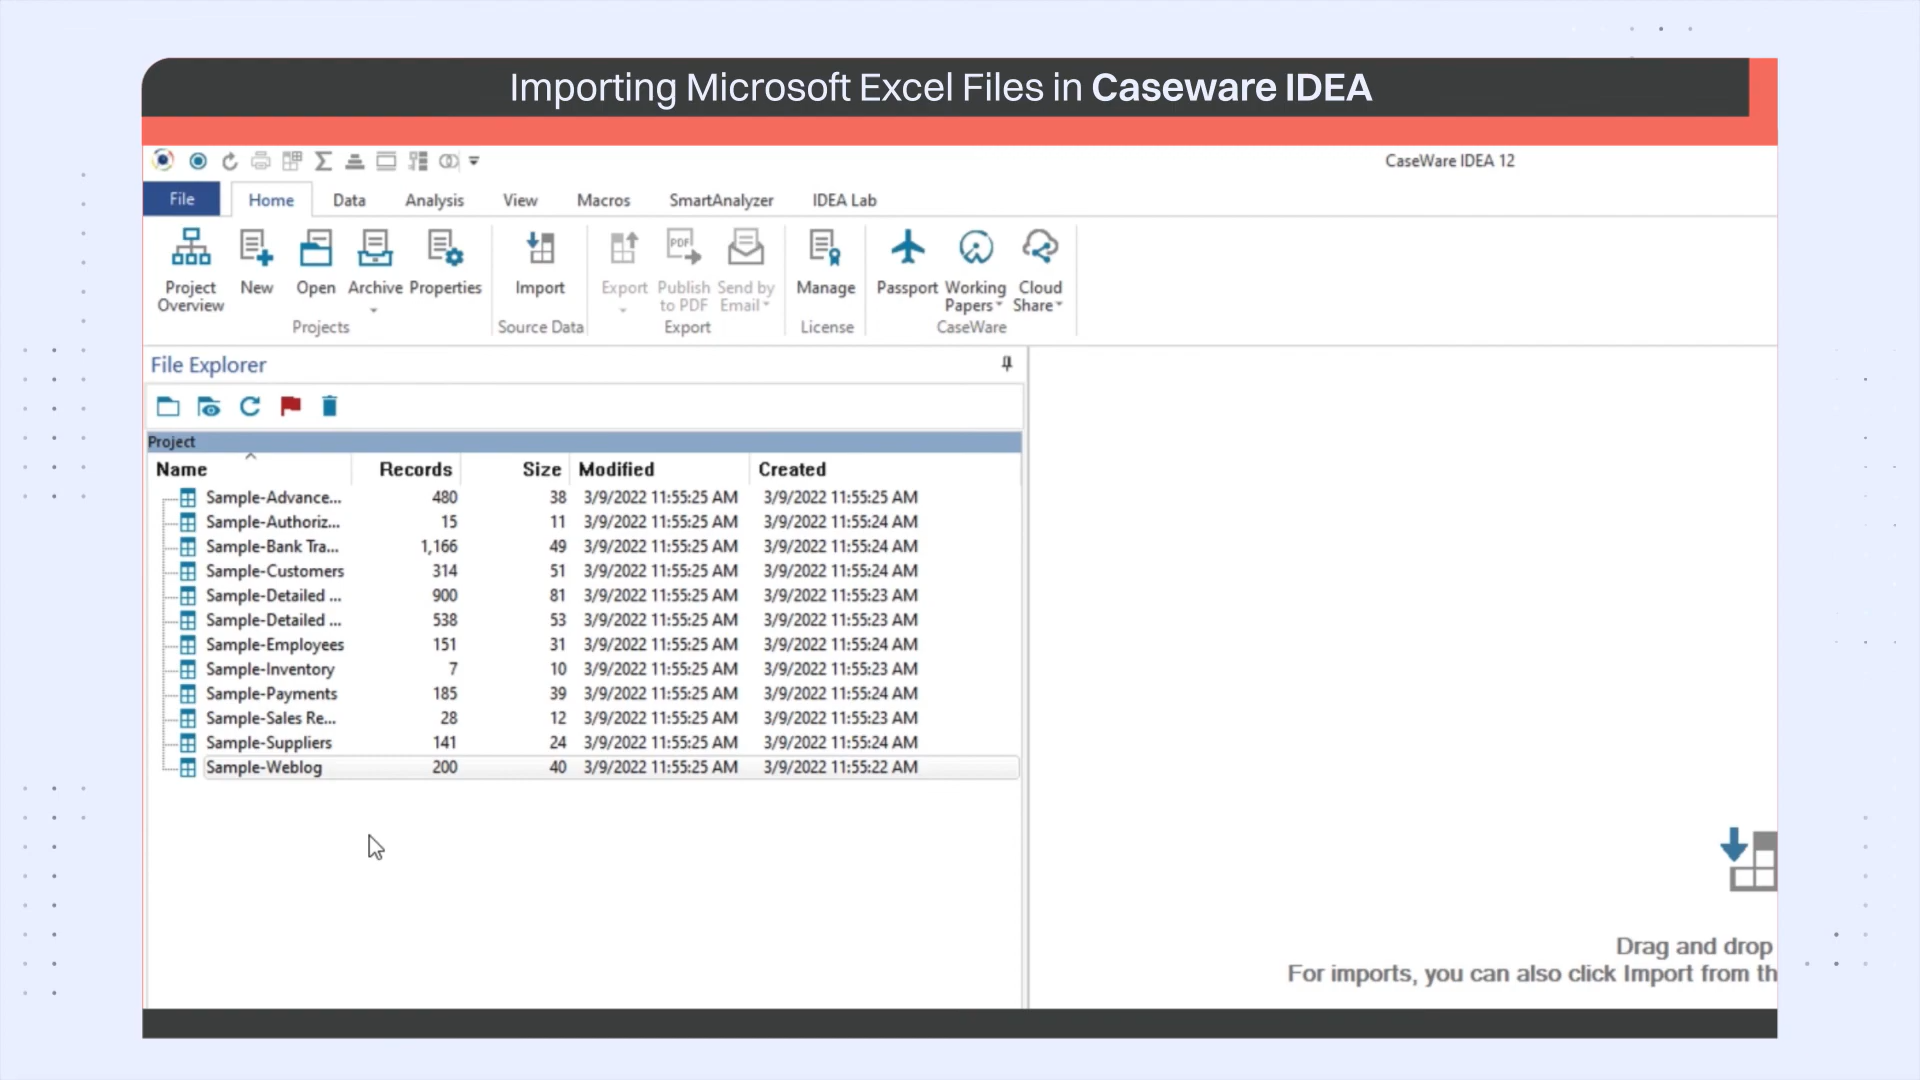 Importing Microsoft Excel Files in Caseware IDEA
CaseWare IDEA 12
File Home Data Analysis View Macros SmartAnalyzer IDEA Lab
Project Overview New Open Archive Properties Import Export Publish to PDF Send by Email Manage Passport Working Papers Cloud Share
Projects Source Data Export License CaseWare
File Explorer
Project
Name Records Size Modified Created
Sample-Advance... 480 38 3/9/2022 11:55:25 AM 3/9/2022 11:55:25 AM
Sample-Authoriz... 15 11 3/9/2022 11:55:25 AM 3/9/2022 11:55:24 AM
Sample-Bank Tra... 1,166 49 3/9/2022 11:55:25 AM 3/9/2022 11:55:24 AM
Sample-Customers 314 51 3/9/2022 11:55:25 AM 3/9/2022 11:55:24 AM
Sample-Detailed ... 900 81 3/9/2022 11:55:25 AM 3/9/2022 11:55:23 AM
Sample-Detailed ... 538 53 3/9/2022 11:55:25 AM 3/9/2022 11:55:23 AM
Sample-Employees 151 31 3/9/2022 11:55:25 AM 3/9/2022 11:55:24 AM
Sample-Inventory 7 10 3/9/2022 11:55:25 AM 3/9/2022 11:55:23 AM
Sample-Payments 185 39 3/9/2022 11:55:25 AM 3/9/2022 11:55:24 AM
Sample-Sales Re... 28 12 3/9/2022 11:55:25 AM 3/9/2022 11:55:23 AM
Sample-Suppliers 141 24 3/9/2022 11:55:25 AM 3/9/2022 11:55:24 AM
Sample-Weblog 200 40 3/9/2022 11:55:25 AM 3/9/2022 11:55:22 AM
Drag and drop
For imports, you can also click Import from th